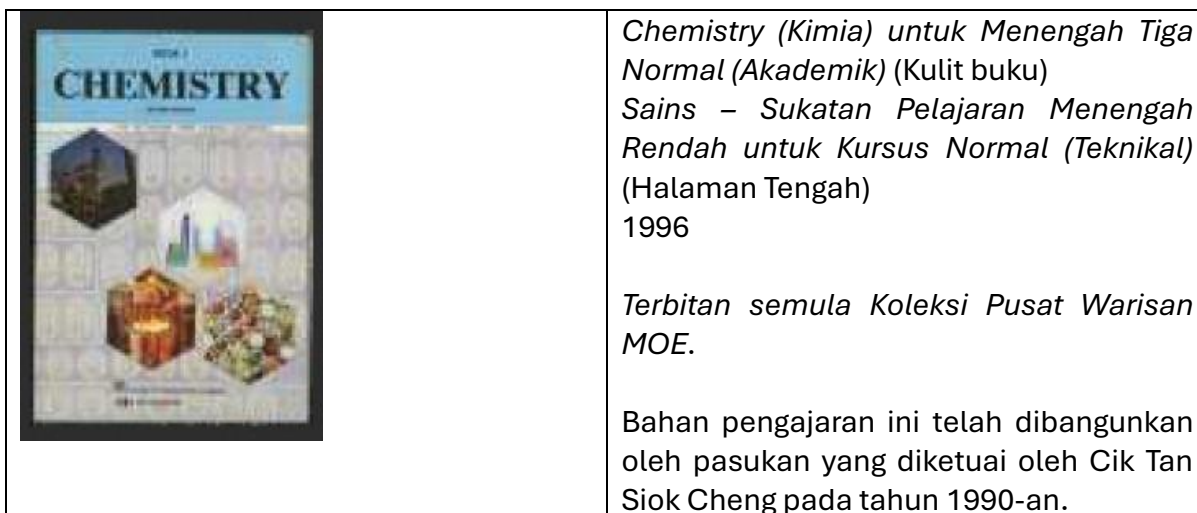 CHEMISTRY
Chemistry (Kimia) untuk Menengah Tiga
Normal (Akademik) (Kulit buku)
Sains – Sukatan Pelajaran Menengah
Rendah untuk Kursus Normal (Teknikal)
(Halaman Tengah)
1996
Terbitan semula Koleksi Pusat Warisan
MOE.
Bahan pengajaran ini telah dibangunkan
oleh pasukan yang diketuai oleh Cik Tan
Siok Cheng pada tahun 1990-an.